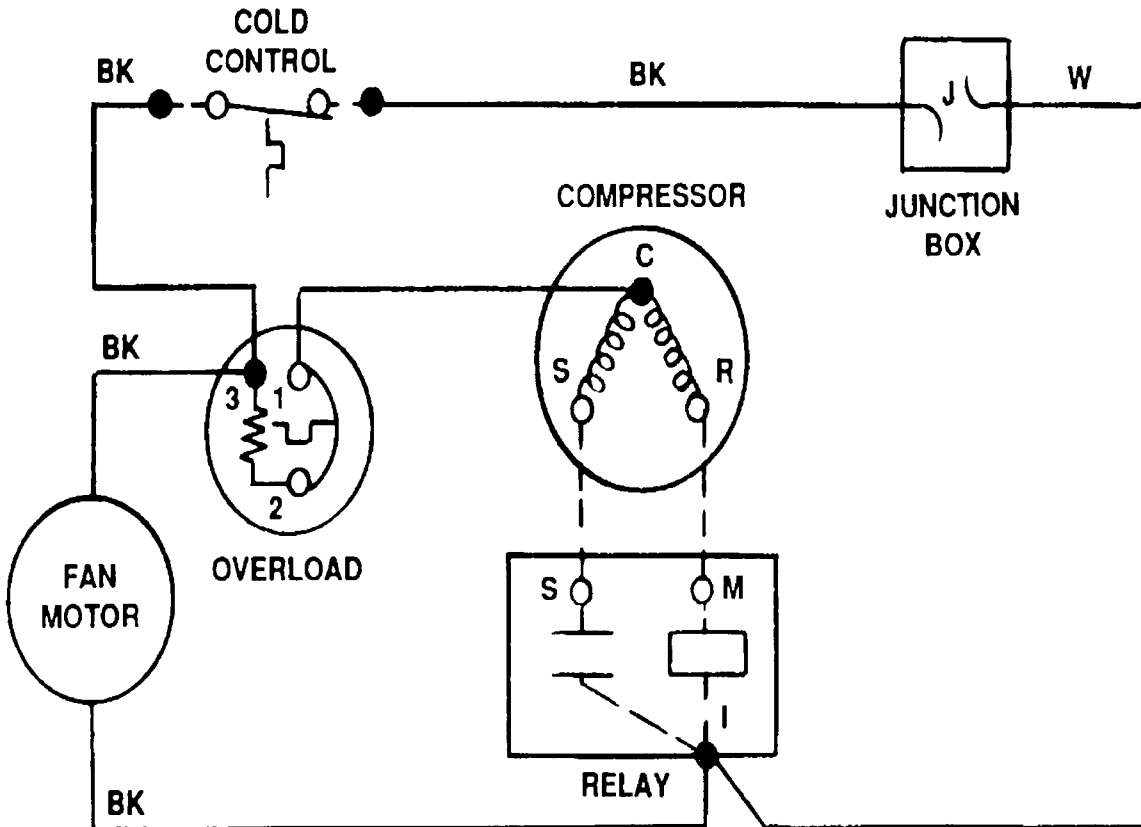 COLD
CONTROL
BK
BK
J
W
JUNCTION
BOX
COMPRESSOR
C
S
R
BK
3
1
2
OVERLOAD
FAN
MOTOR
S
M
I
RELAY
BK